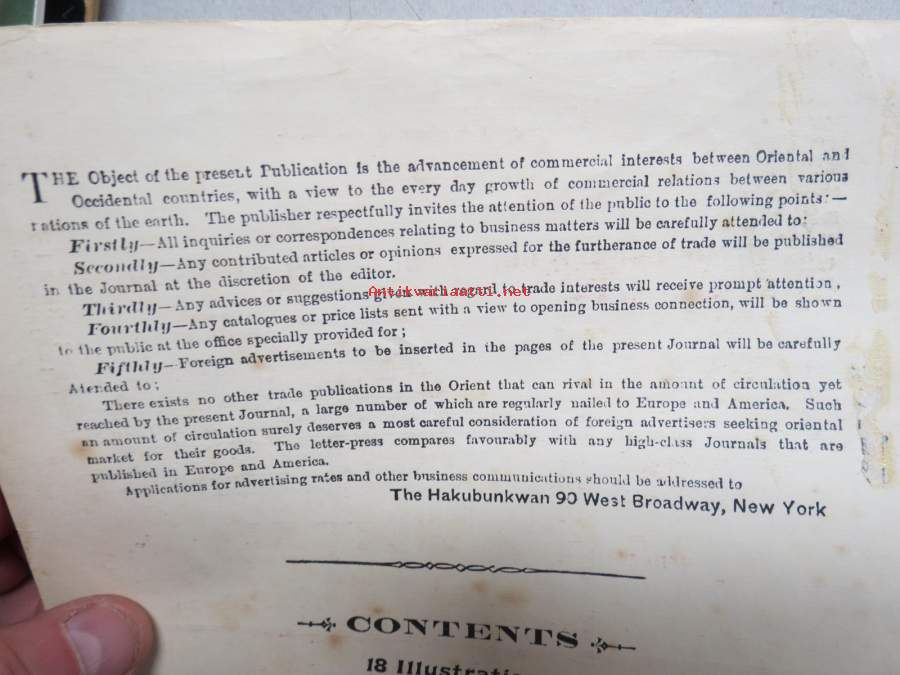 THE Object of the present Publication is the advancement of commercial interests between Oriental and
Occidental countries, with a view to the every day growth of commercial relations between various
rations of the earth. The publisher respectfully invites the attention of the public to the following points:—
Firstly—All inquiries or correspondences relating to business matters will be carefully attended to:
Secondly—Any contributed articles or opinions expressed for the furtherance of trade will be published
in the Journal at the discretion of the editor.
Antikvariaatti.net
Thirdly—Any advices or suggestions given with regard to trade interests will receive prompt attention,
Fourthly—Any catalogues or price lists sent with a view to opening business connection, will be shown
to the public at the office specially provided for;
Fifthly—Foreign advertisements to be inserted in the pages of the present Journal will be carefully
Atended to;
There exists no other trade publications in the Orient that can rival in the amount of circulation yet
reached by the present Journal, a large number of which are regularly nailed to Europe and America. Such
an amount of circulation surely deserves a most careful consideration of foreign advertisers seeking oriental
market for their goods. The letter-press compares favourably with any high-class Journals that are
published in Europe and America.
Applications for advertising rates and other business communications should be addressed to
The Hakubunkwan 90 West Broadway, New York
CONTENTS
18